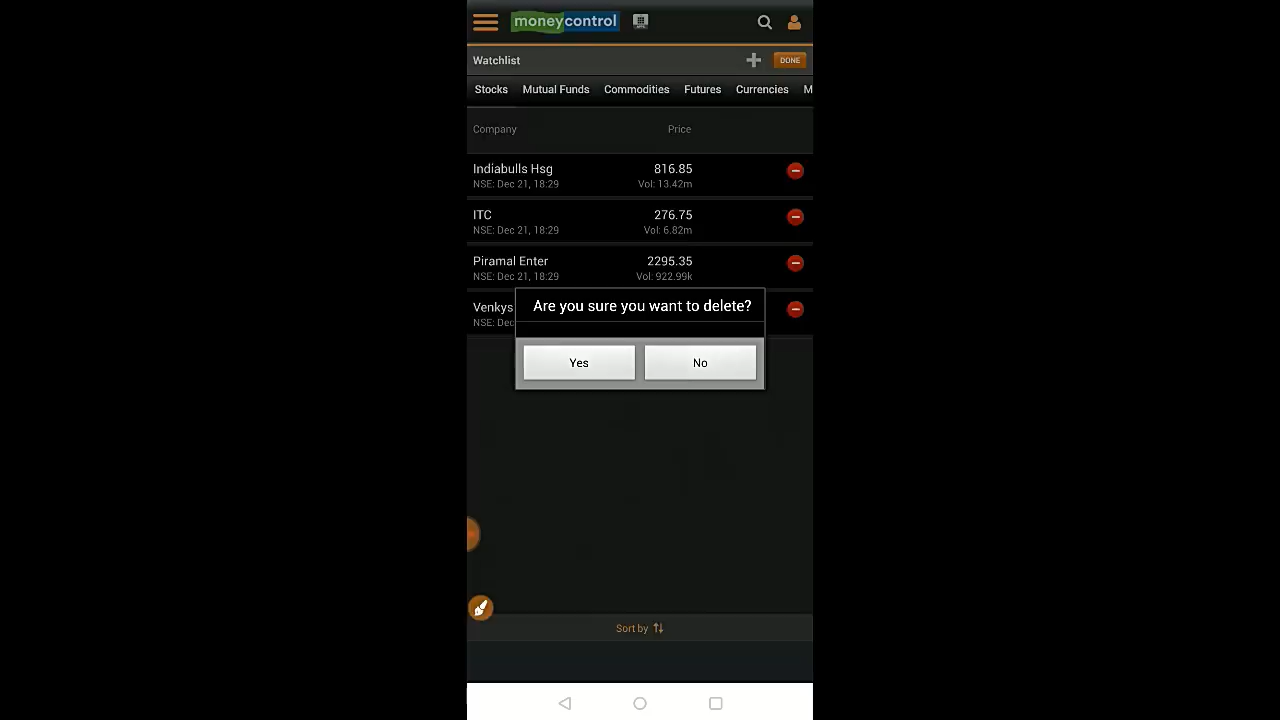 moneycontrol
Watchlist
DONE
Stocks Mutual Funds Commodities Futures Currencies M
Company Price
Indiabulls Hsg 816.85
NSE: Dec 21, 18:29 Vol: 13.42m
ITC 276.75
NSE: Dec 21, 18:29 Vol: 6.82m
Piramal Enter 2295.35
NSE: Dec 21, 18:29 Vol: 922.99k
Venkys
NSE: Dec
Are you sure you want to delete?
Yes No
Sort by